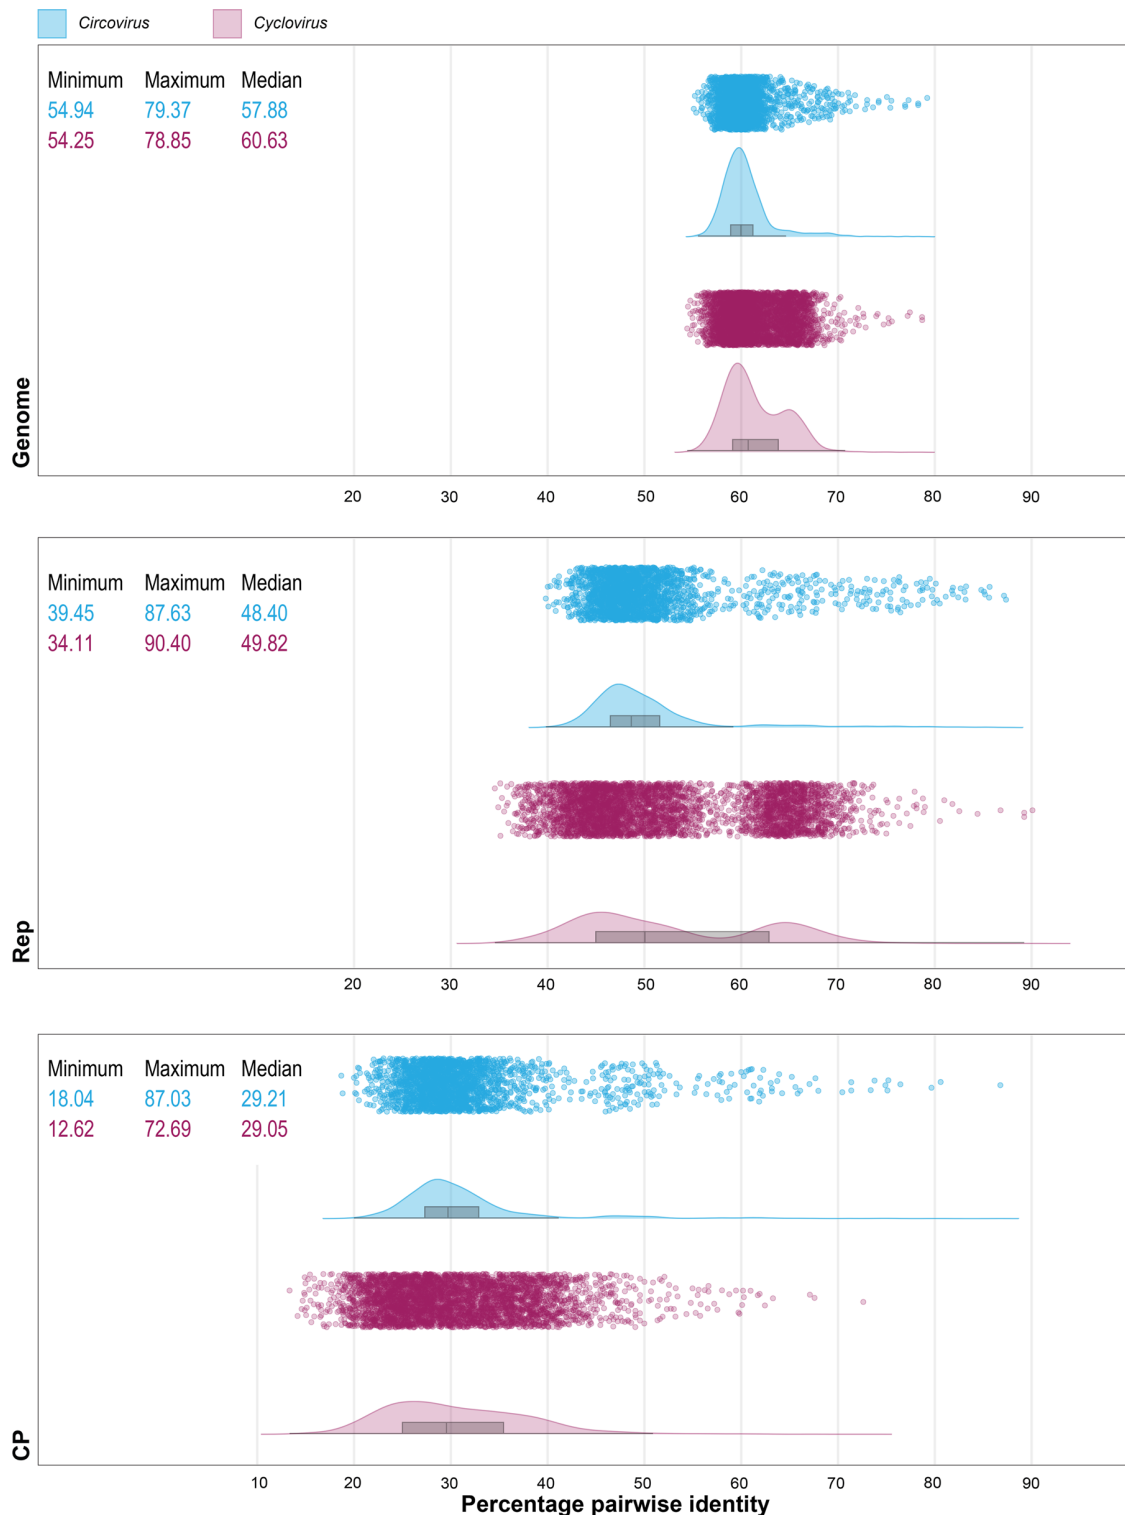 Circovirus Cyclovirus
Minimum Maximum Median
54.94 79.37 57.88
54.25 78.85 60.63
Genome
20 30 40 50 60 70 80 90
Minimum Maximum Median
39.45 87.63 48.40
34.11 90.40 49.82
Rep
20 30 40 50 60 70 80 90
Minimum Maximum Median
18.04 87.03 29.21
12.62 72.69 29.05
CP
10 20 30 40 50 60 70 80 90
Percentage pairwise identity